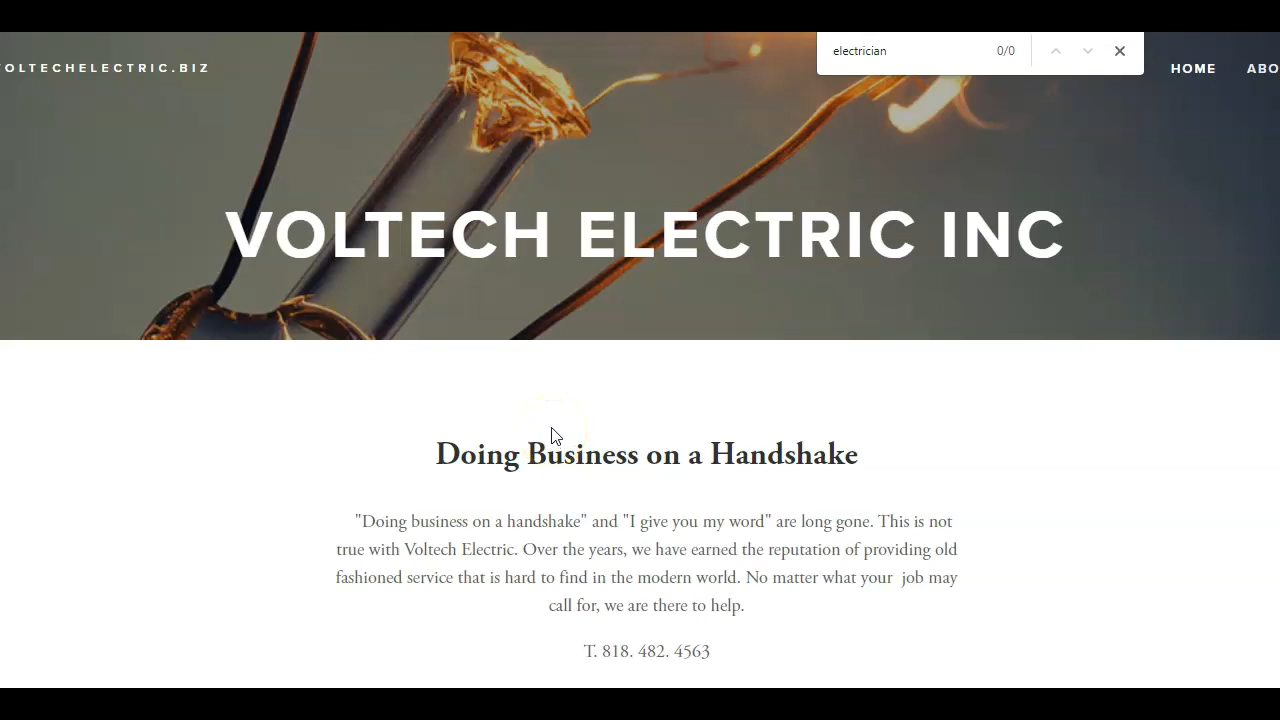 OLTECHELECTRIC.BIZ
electrician 0/0
HOME ABO
VOLTECH ELECTRIC INC
Doing Business on a Handshake
"Doing business on a handshake" and "I give you my word" are long gone. This is not
true with Voltech Electric. Over the years, we have earned the reputation of providing old
fashioned service that is hard to find in the modern world. No matter what your  job may
call for, we are there to help.
T. 818. 482. 4563